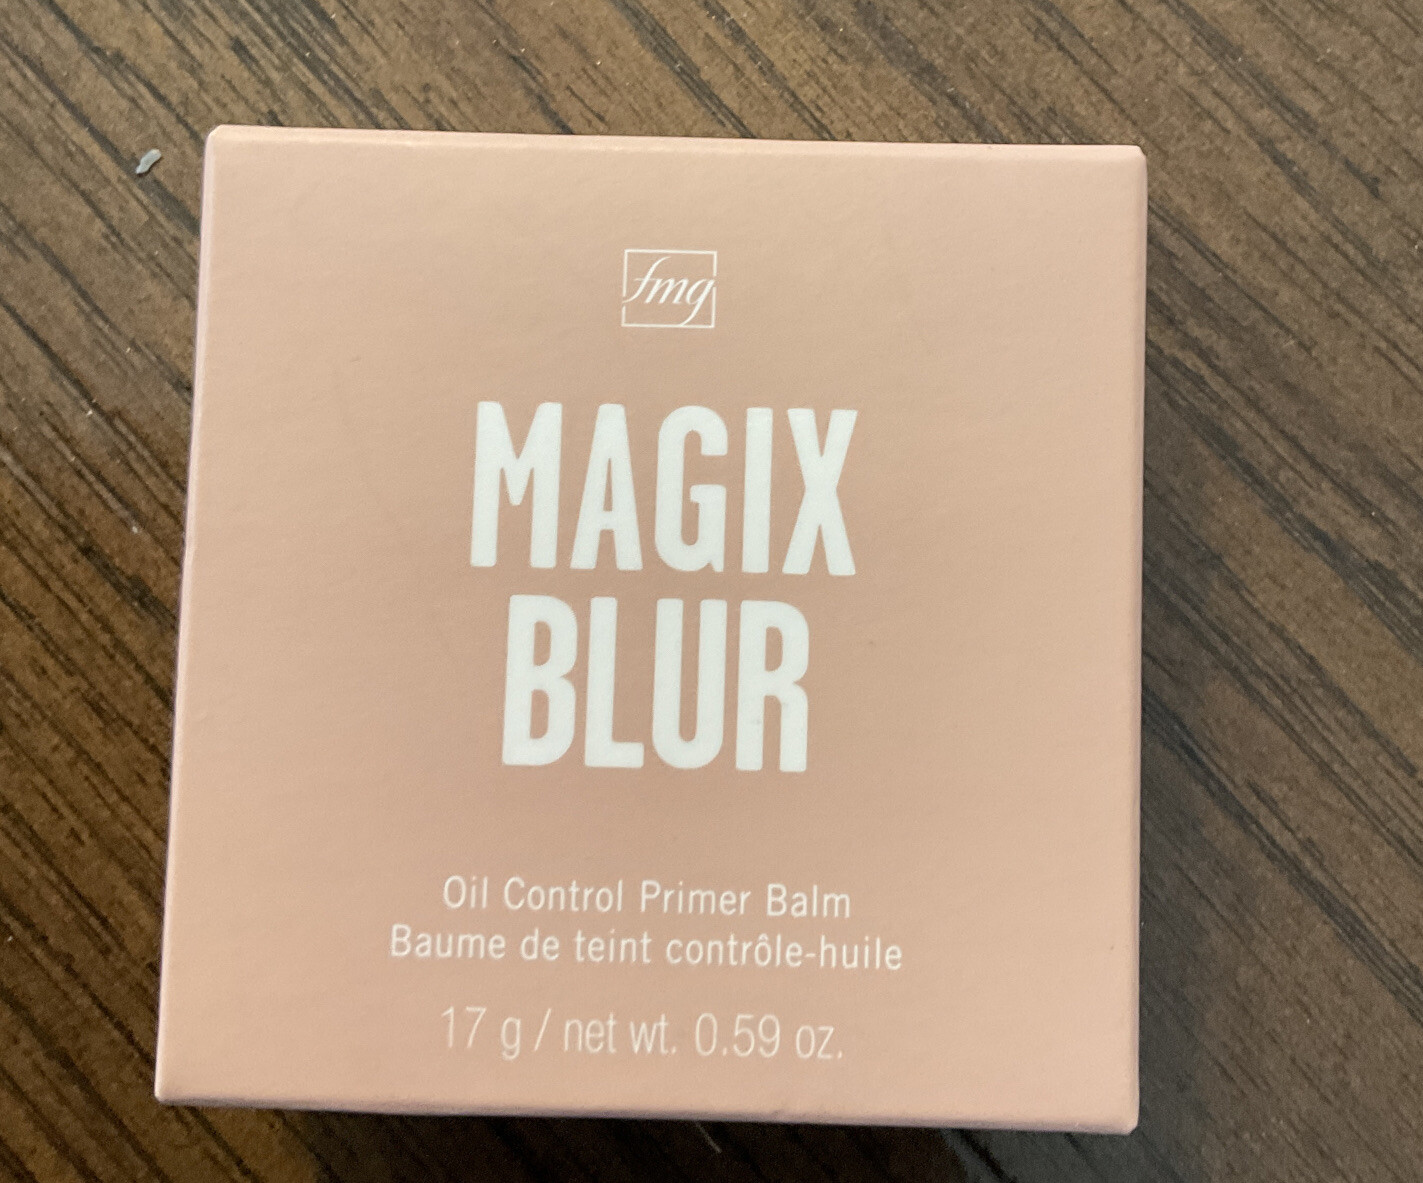 fmg
MAGIX
BLUR
Oil Control Primer Balm
Baume de teint contrôle-huile
17 g / net wt. 0.59 oz.